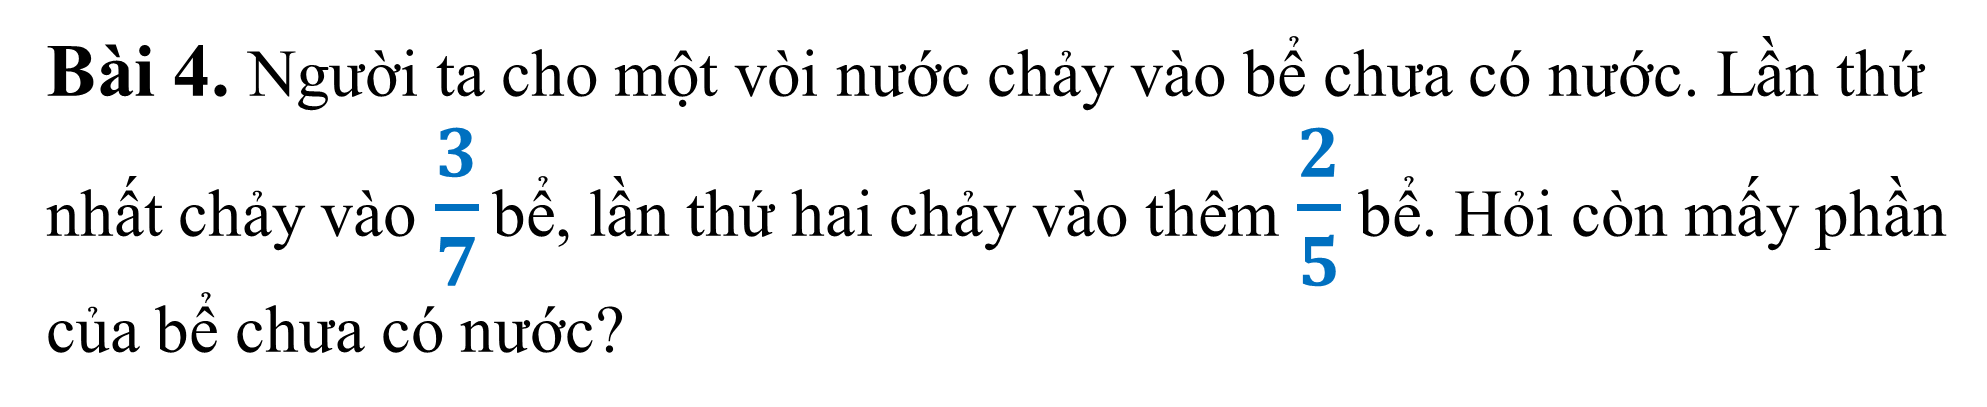 Bài 4. Người ta cho một vòi nước chảy vào bể chưa có nước. Lần thứ
nhất chảy vào 3/7 bể, lần thứ hai chảy vào thêm 2/5 bể. Hỏi còn mấy phần
của bể chưa có nước?